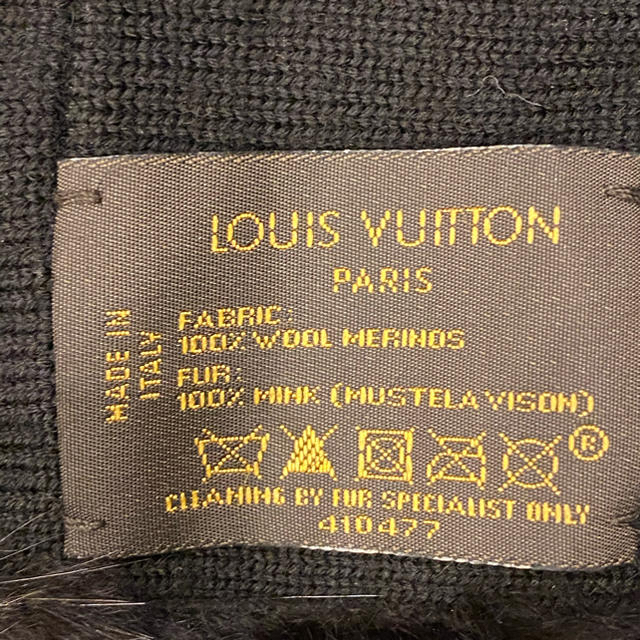 LOUIS VUITTON
PARIS
MADE IN
ITALY
FABRIC:
100% WOOL MERINOS
FUR:
100% MINK (MUSTELA VISON)
®
CLEANING BY FUR SPECIALIST ONLY
410477